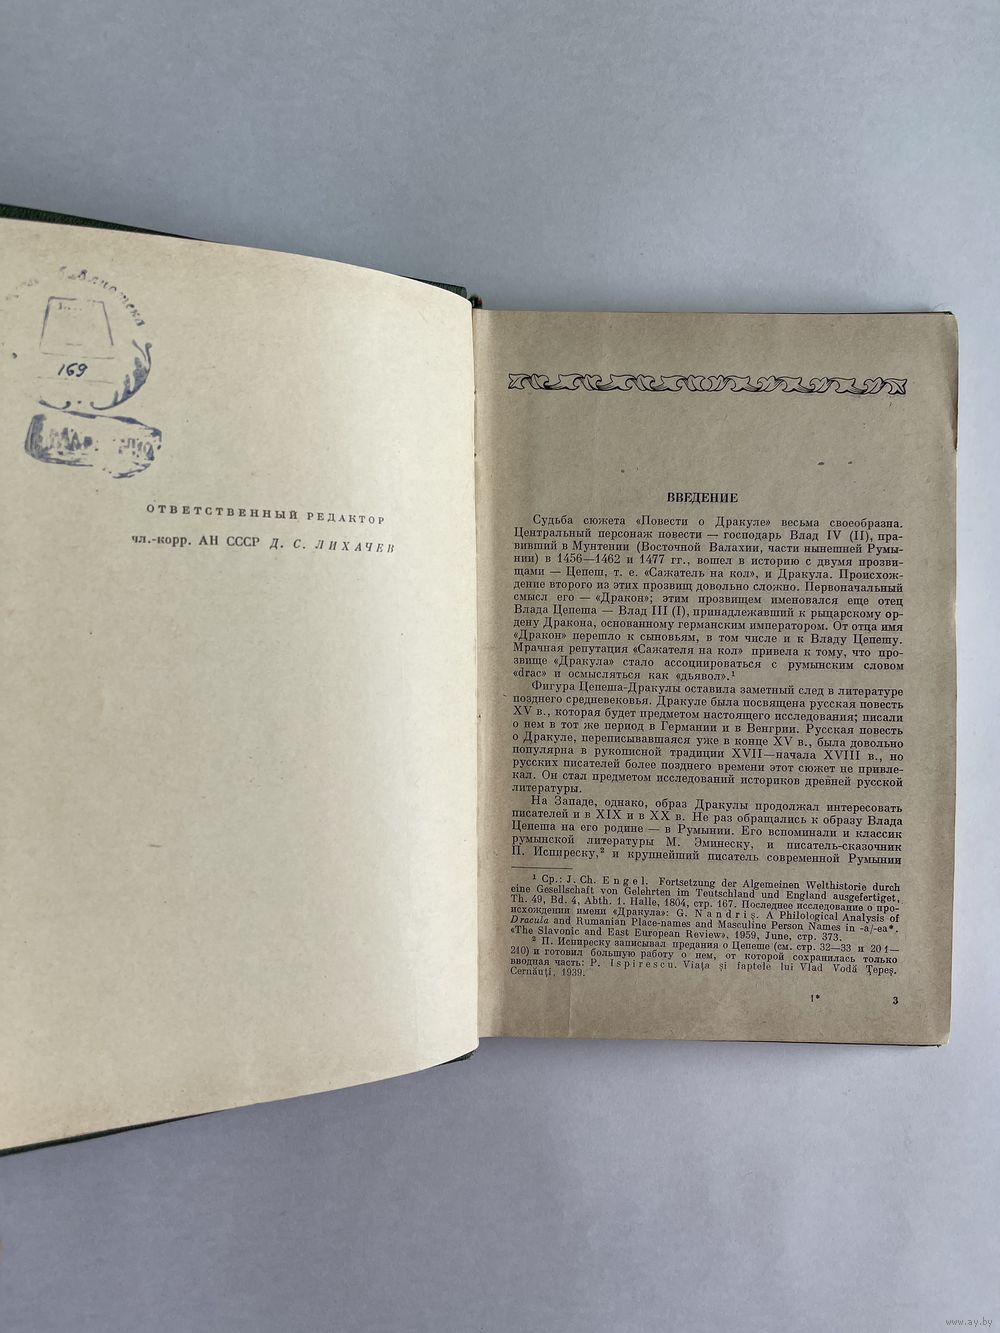 библиотека
169
ОТВЕТСТВЕННЫЙ РЕДАКТОР
чл.-корр. АН СССР Д. С. ЛИХАЧЕВ
ВВЕДЕНИЕ
Судьба сюжета «Повести о Дракуле» весьма своеобразна.
Центральный персонаж повести — господарь Влад IV (II), пра-
вивший в Мунтении (Восточной Валахии, части нынешней Румы-
нии) в 1456—1462 и 1477 гг., вошел в историю с двумя прозви-
щами — Цепеш, т. е. «Сажатель на кол», и Дракула. Происхож-
дение второго из этих прозвищ довольно сложно. Первоначальный
смысл его — «Дракон»; этим прозвищем именовался еще отец
Влада Цепеша — Влад III (I), принадлежавший к рыцарскому ор-
дену Дракона, основанному германским императором. От отца имя
«Дракон» перешло к сыновьям, в том числе и к Владу Цепешу.
Мрачная репутация «Сажателя на кол» привела к тому, что про-
звище «Дракула» стало ассоциироваться с румынским словом
«drac» и осмысляться как «дьявол».¹
Фигура Цепеша-Дракулы оставила заметный след в литературе
позднего средневековья. Дракуле была посвящена русская повесть
XV в., которая будет предметом настоящего исследования; писали
о нем в тот же период в Германии и в Венгрии. Русская повесть
о Дракуле, переписывавшаяся уже в конце XV в., была довольно
популярна в рукописной традиции XVII—начала XVIII в., но
русских писателей более позднего времени этот сюжет не привле-
кал. Он стал предметом исследований историков древней русской
литературы.
На Западе, однако, образ Дракулы продолжал интересовать
писателей и в XIX и в XX в. Не раз обращались к образу Влада
Цепеша на его родине — в Румынии. Его вспоминали и классик
румынской литературы М. Эминеску, и писатель-сказочник
П. Испиреску,² и крупнейший писатель современной Румынии
¹ Ср.: J. Ch. Engel. Fortsetzung der Algemeinen Welthistorie durch
eine Gesellschaft von Gelehrten im Teutschland und England ausgefertiget,
Th. 49, Bd. 4, Abth. 1. Halle, 1804, стр. 167. Последнее исследование о про-
исхождении имени «Дракула»: G. Nandriş. A Philological Analysis of
Dracula and Rumanian Place-names and Masculine Person Names in -a/-ea*.
«The Slavonic and East European Review», 1959, June, стр. 373.
² П. Испиреску записывал предания о Цепеше (см. стр. 32—33 и 201—
210) и готовил большую работу о нем, от которой сохранилась только
вводная часть: P. Ispirescu. Viaţa şi faptele lui Vlad Vodă Ţepeş.
Cernăuţi, 1939.
1*
3
www.ay.by